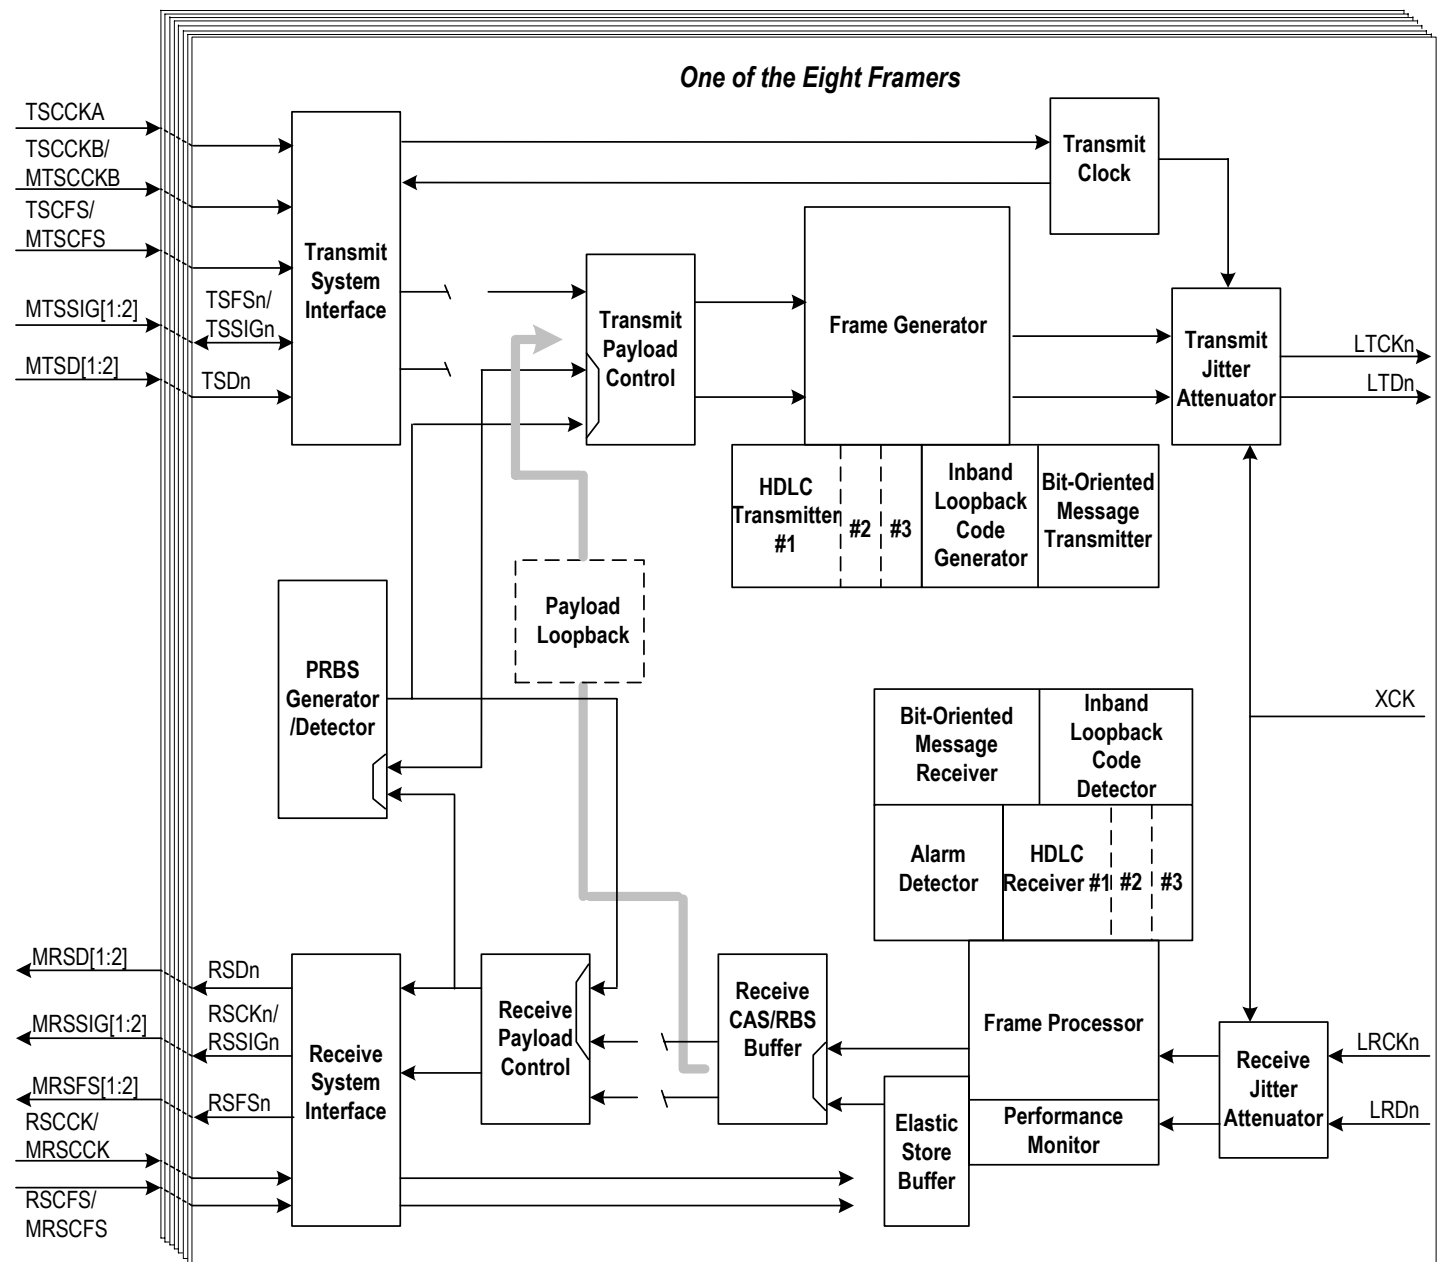 One of the Eight Framers
TSCCKA
TSCCKB/
MTSCCKB
TSCFS/
MTSCFS
MTSSIG[1:2]
MTSD[1:2]
TSFSn/
TSSIGn
TSDn
Transmit
System
Interface
Transmit
Payload
Control
Frame Generator
Transmit
Clock
Transmit
Jitter
Attenuator
LTCKn
LTDn
HDLC
Transmitter
#1
#2
#3
Inband
Loopback
Code
Generator
Bit-Oriented
Message
Transmitter
Payload
Loopback
PRBS
Generator
/Detector
XCK
Bit-Oriented
Message
Receiver
Inband
Loopback
Code
Detector
Alarm
Detector
HDLC
Receiver #1
#2
#3
MRSD[1:2]
MRSSIG[1:2]
MRSFS[1:2]
RSCCK/
MRSCCK
RSCFS/
MRSCFS
RSDn
RSCKn/
RSSIGn
RSFSn
Receive
System
Interface
Receive
Payload
Control
Receive
CAS/RBS
Buffer
Frame Processor
Performance
Monitor
Elastic
Store
Buffer
Receive
Jitter
Attenuator
LRCKn
LRDn